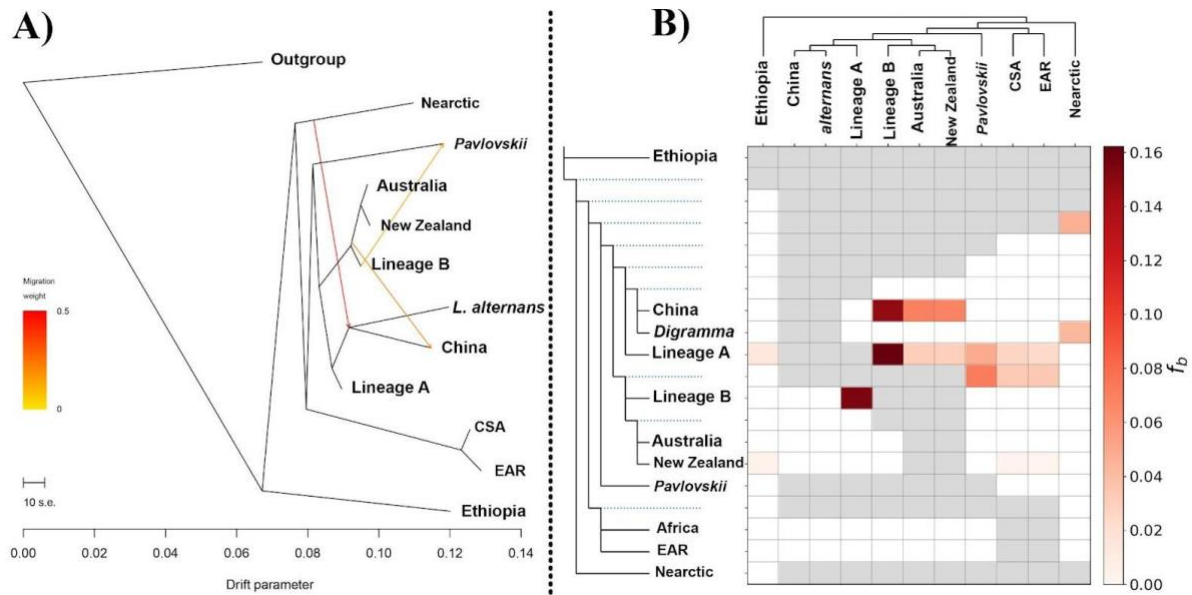 A)
Outgroup
Nearctic
Pavlovskii
Australia
New Zealand
Lineage B
L. alternans
China
Lineage A
CSA
EAR
Ethiopia
Migration
weight
0.5
0
10 s.e.
0.00 0.02 0.04 0.06 0.08 0.10 0.12 0.14
Drift parameter
B)
Ethiopia
China
alternans
Lineage A
Lineage B
Australia
New Zealand
Pavlovskii
CSA
EAR
Nearctic
Ethiopia
China
Digramma
Lineage A
Lineage B
Australia
New Zealand
Pavlovskii
Africa
EAR
Nearctic
0.16
0.14
0.12
0.10
0.08
0.06
0.04
0.02
0.00
fb